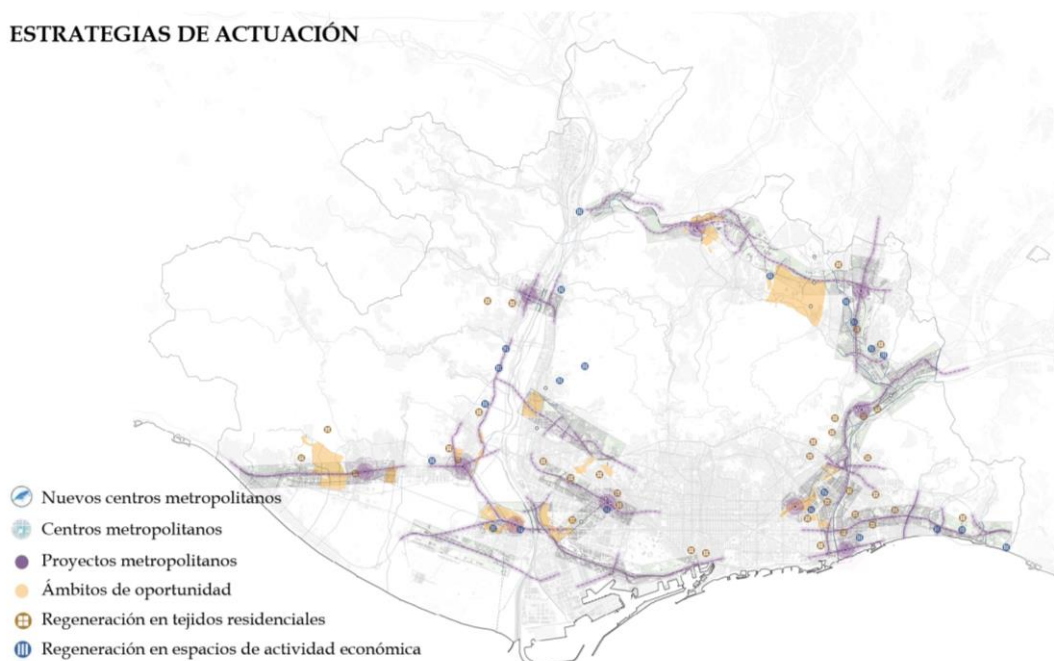 ESTRATEGIAS DE ACTUACIÓN
Nuevos centros metropolitanos
Centros metropolitanos
Proyectos metropolitanos
Ámbitos de oportunidad
Regeneración en tejidos residenciales
Regeneración en espacios de actividad económica